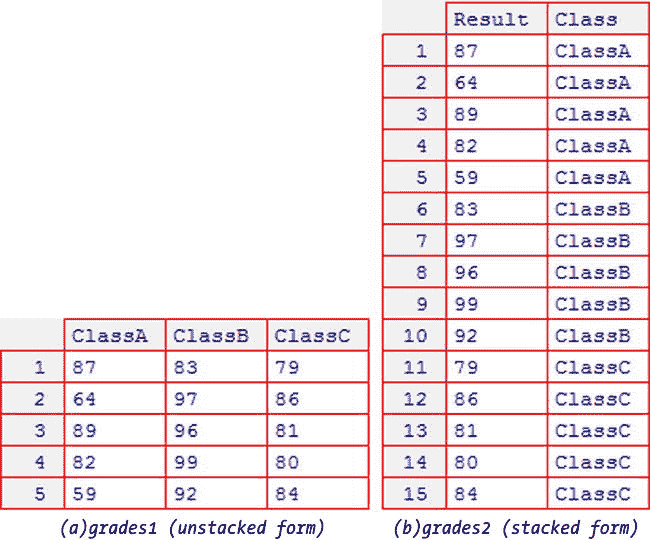 ClassA ClassB ClassC
1 87 83 79
2 64 97 86
3 89 96 81
4 82 99 80
5 59 92 84
(a)grades1 (unstacked form)
Result Class
1 87 ClassA
2 64 ClassA
3 89 ClassA
4 82 ClassA
5 59 ClassA
6 83 ClassB
7 97 ClassB
8 96 ClassB
9 99 ClassB
10 92 ClassB
11 79 ClassC
12 86 ClassC
13 81 ClassC
14 80 ClassC
15 84 ClassC
(b)grades2 (stacked form)